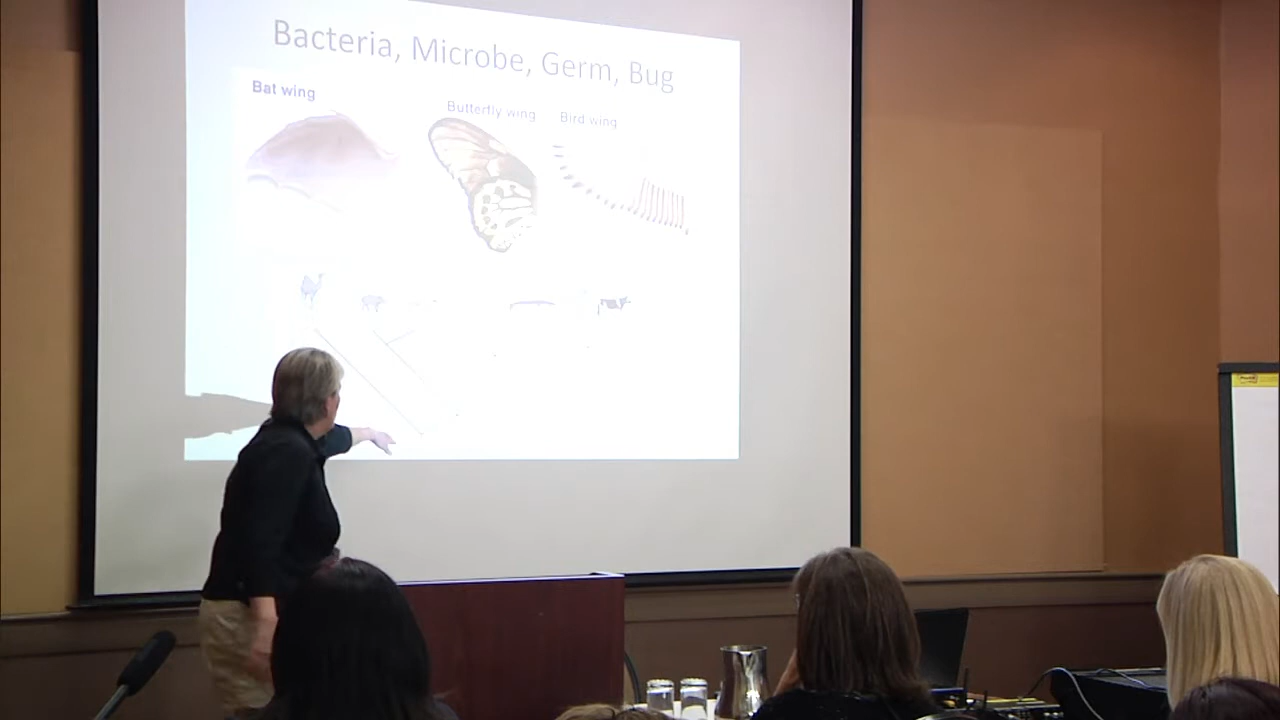 Bacteria, Microbe, Germ, Bug
Bat wing
Butterfly wing
Bird wing